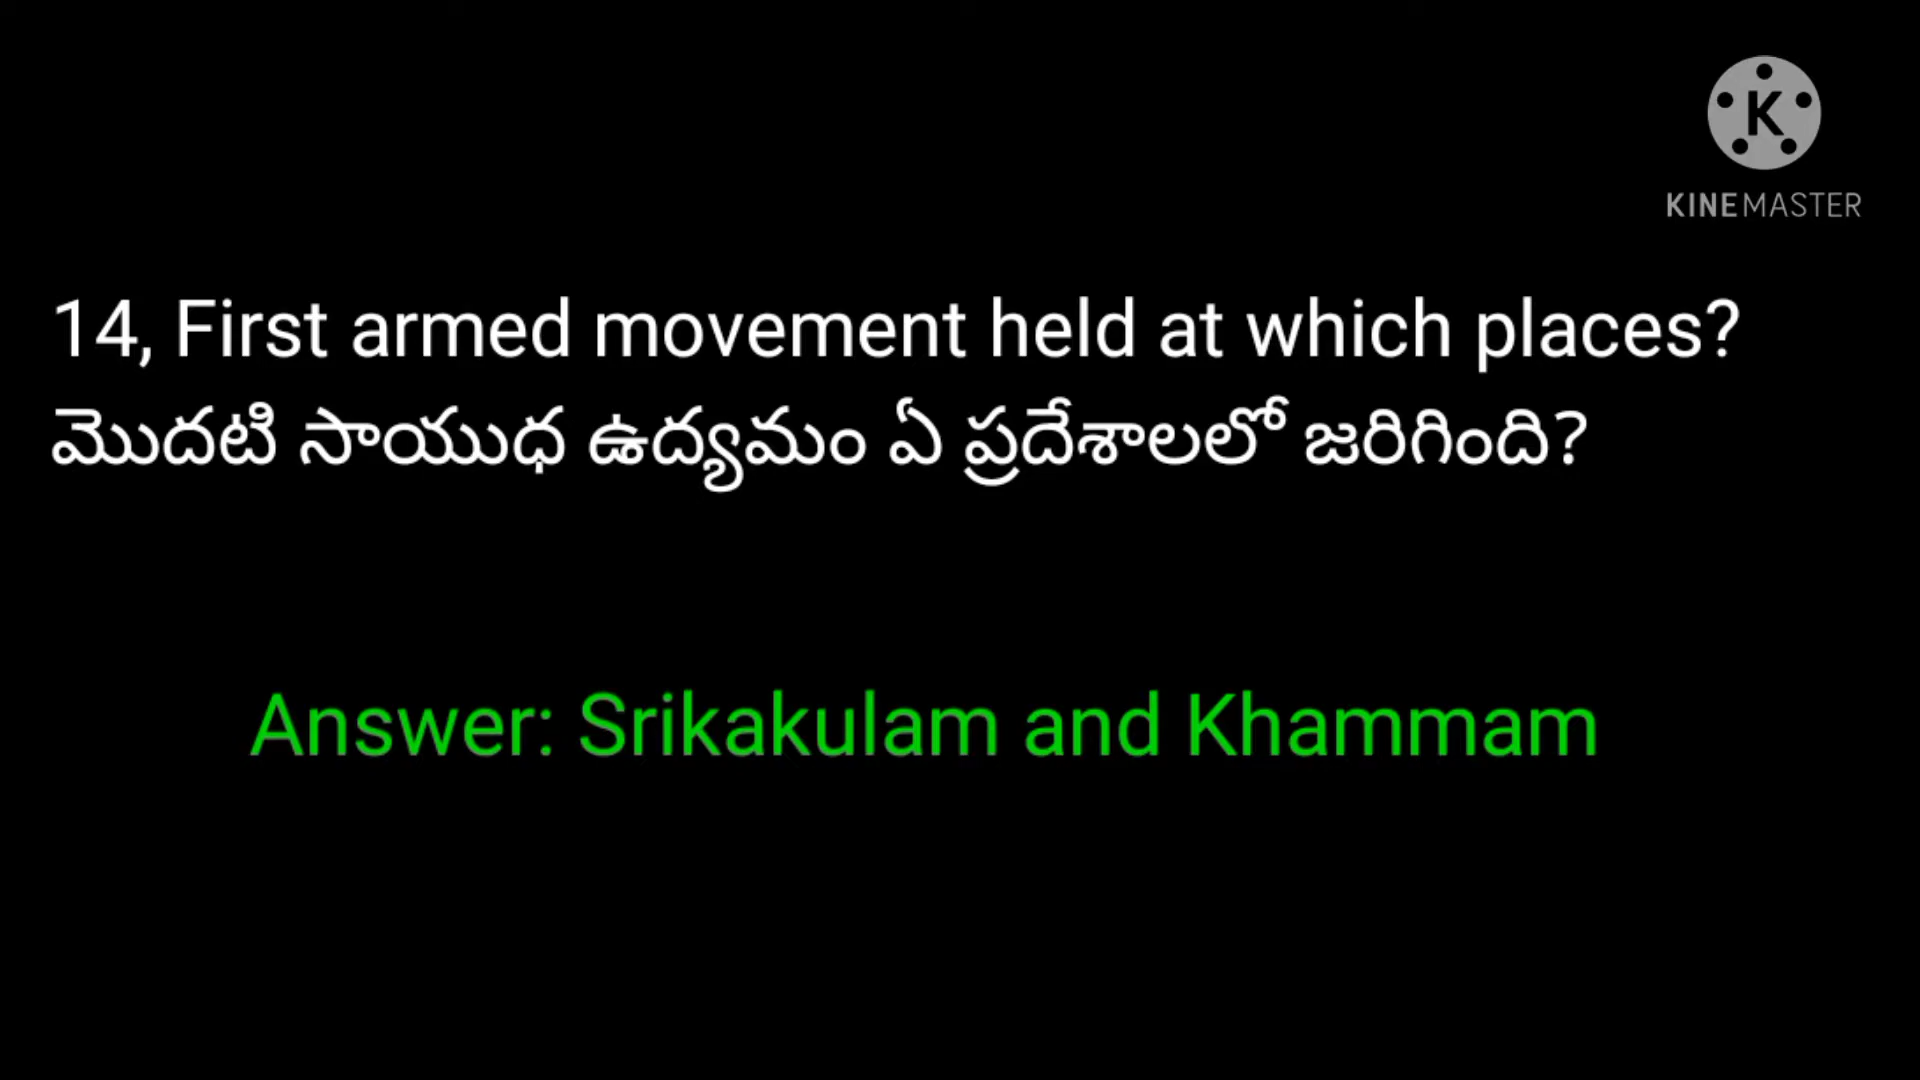 K
KINEMASTER
14, First armed movement held at which places?
మొదటి సాయుధ ఉద్యమం ఏ ప్రదేశాలలో జరిగింది?
Answer: Srikakulam and Khammam